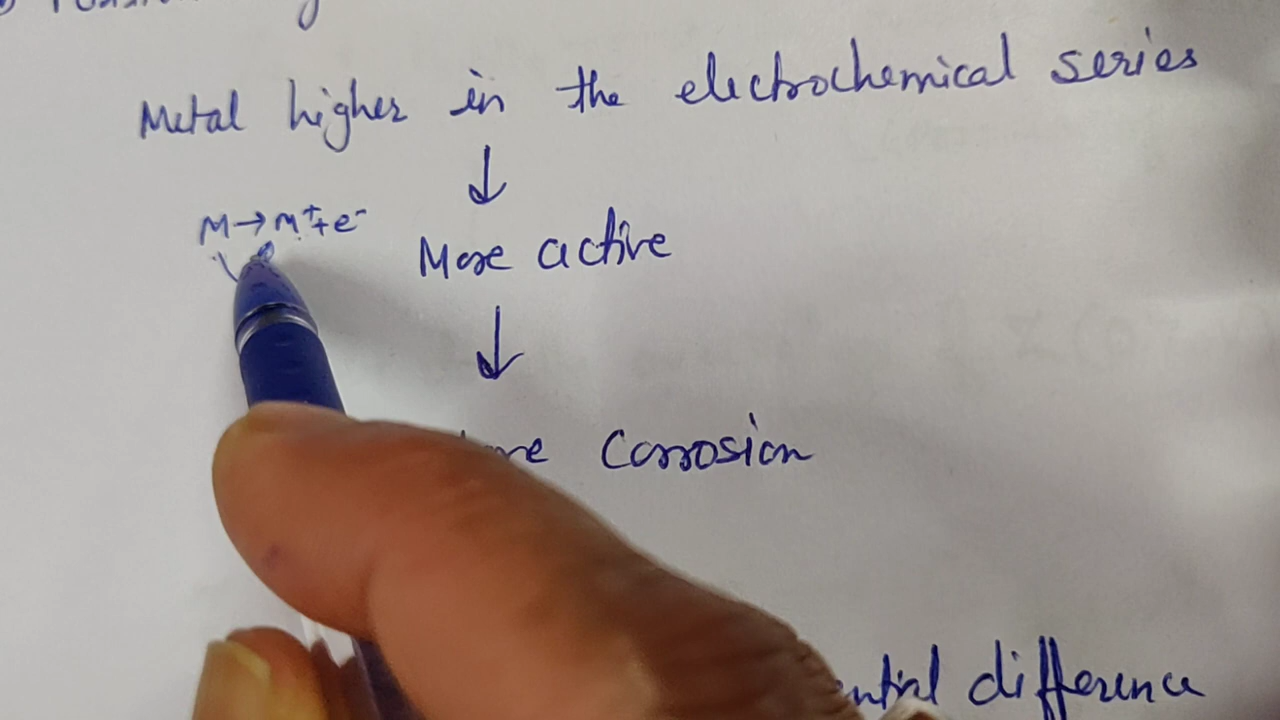 Metal higher in the electrochemical series
↓
M → M⁺ + e⁻
More active
↓
Corrosion
difference